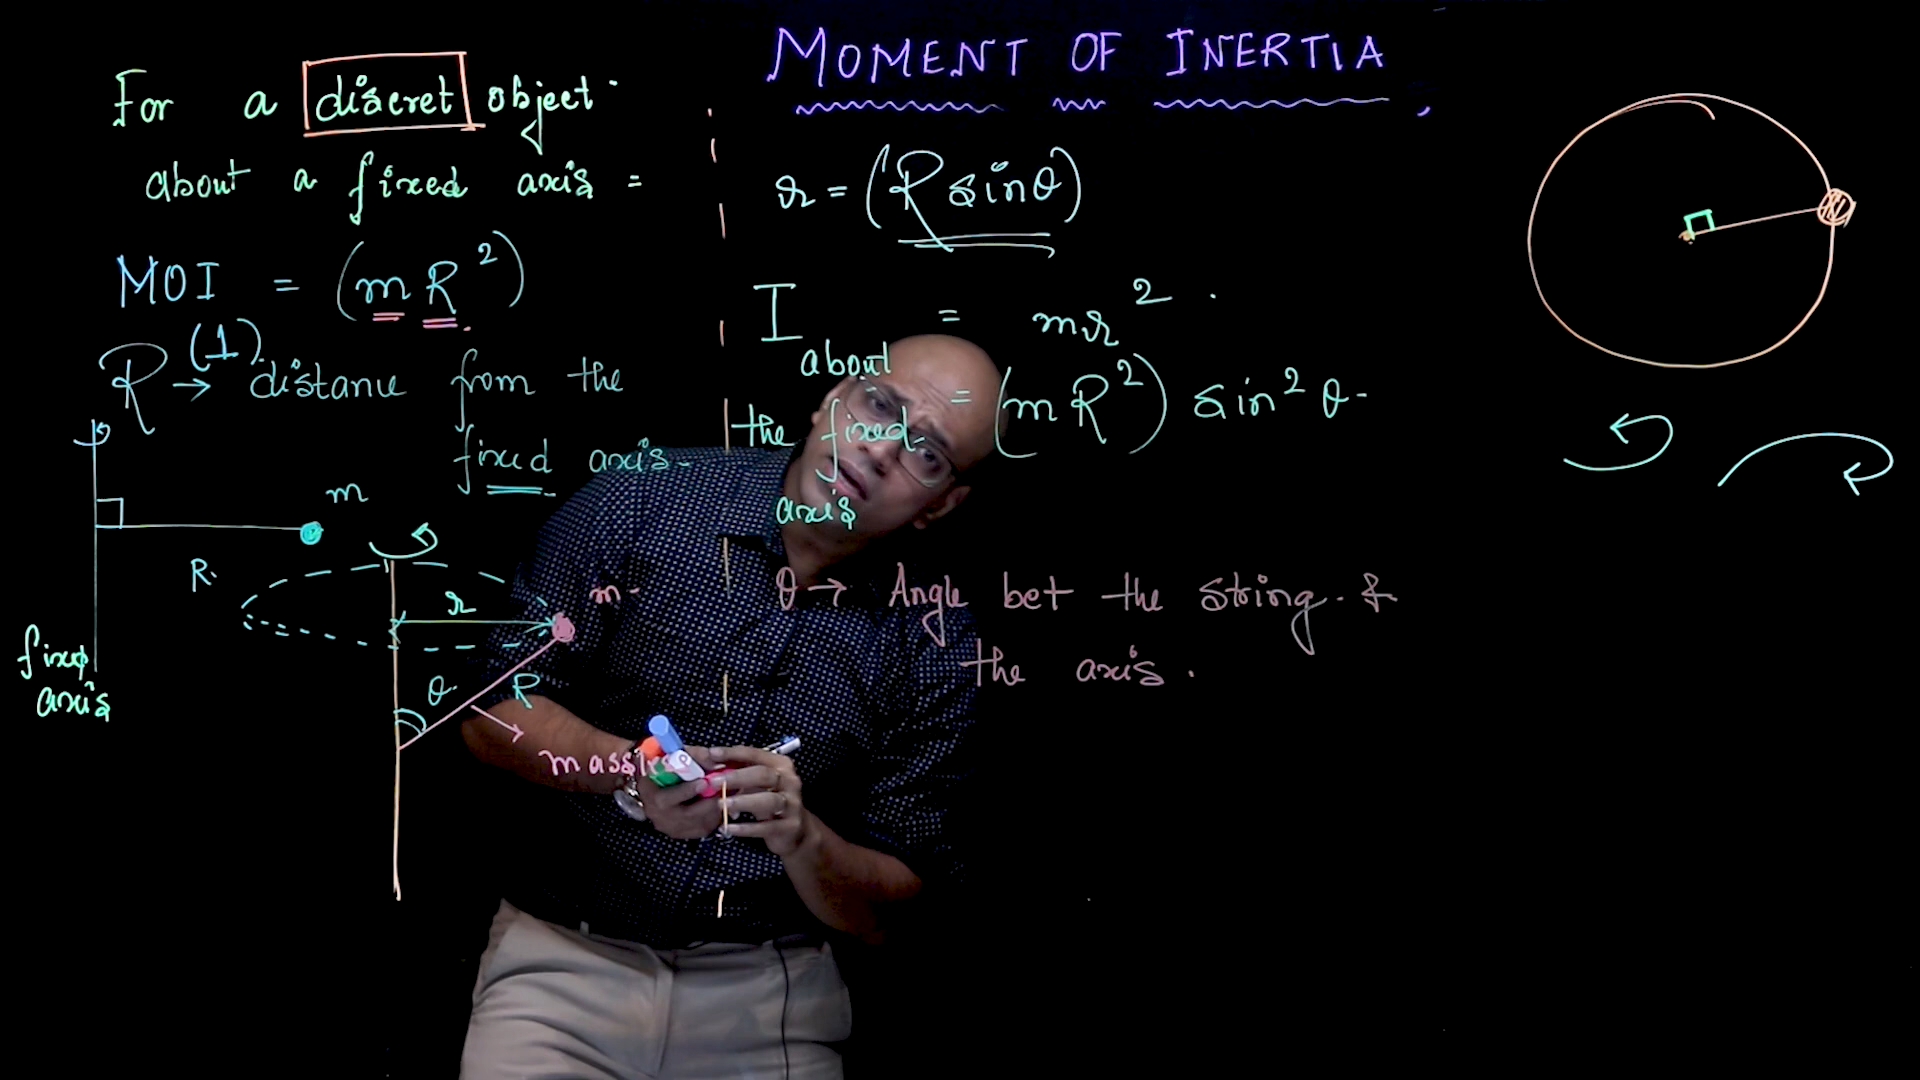 MOMENT OF INERTIA,
For a discret object.
about a fixed axis =
MOI = (mR²)
(1)
R → distance from the
fixed axis.
m
R.
fixed
axis
r
m.
θ.
R
massless
r = (R sinθ)
I about the fixed axis = mr².
= (mR²) sin² θ.
θ → Angle bet the string. &
the axis.